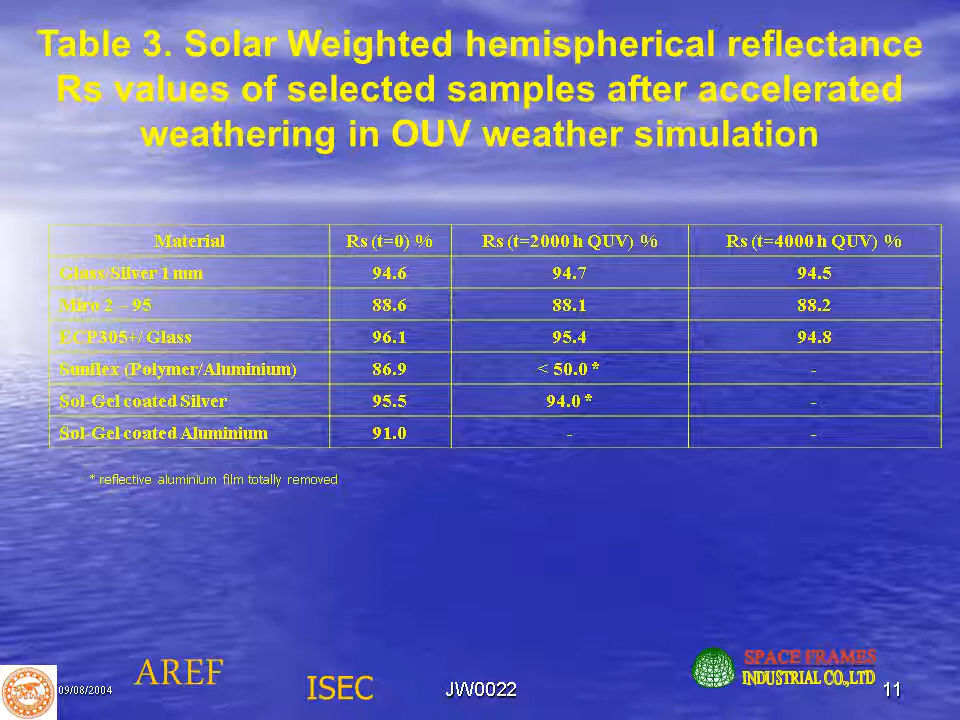 Table 3. Solar Weighted hemispherical reflectance
Rs values of selected samples after accelerated
weathering in OUV weather simulation
Material Rs (t=0) % Rs (t=2000 h QUV) % Rs (t=4000 h QUV) %
Glass/Silver 1 mm 94.6 94.7 94.5
Miro 2 – 95 88.6 88.1 88.2
ECP305+/ Glass 96.1 95.4 94.8
Sunflex (Polymer/Aluminium) 86.9 < 50.0 * -
Sol-Gel coated Silver 95.5 94.0 * -
Sol-Gel coated Aluminium 91.0 - -
* reflective aluminium film totally removed
09/08/2004
AREF
ISEC
JW0022
SPACE FRAMES
INDUSTRIAL CO.,LTD
11